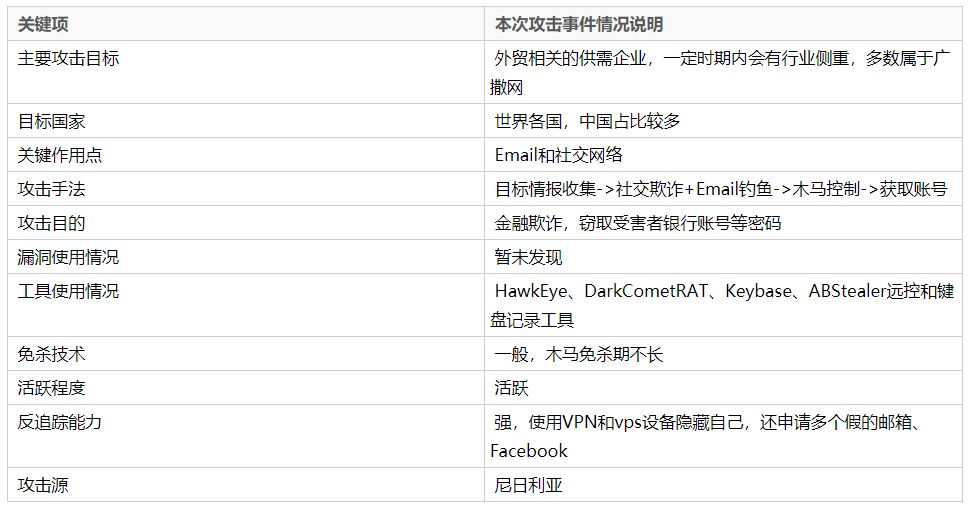 关键项 本次攻击事件情况说明
主要攻击目标 外贸相关的供需企业，一定时期内会有行业侧重，多数属于广
撒网
目标国家 世界各国，中国占比较多
关键作用点 Email和社交网络
攻击手法 目标情报收集->社交欺诈+Email钓鱼->木马控制->获取账号
攻击目的 金融欺诈，窃取受害者银行账号等密码
漏洞使用情况 暂未发现
工具使用情况 HawkEye、DarkCometRAT、Keybase、ABStealer远控和键
盘记录工具
免杀技术 一般，木马免杀期不长
活跃程度 活跃
反追踪能力 强，使用VPN和vps设备隐藏自己，还申请多个假的邮箱、
Facebook
攻击源 尼日利亚